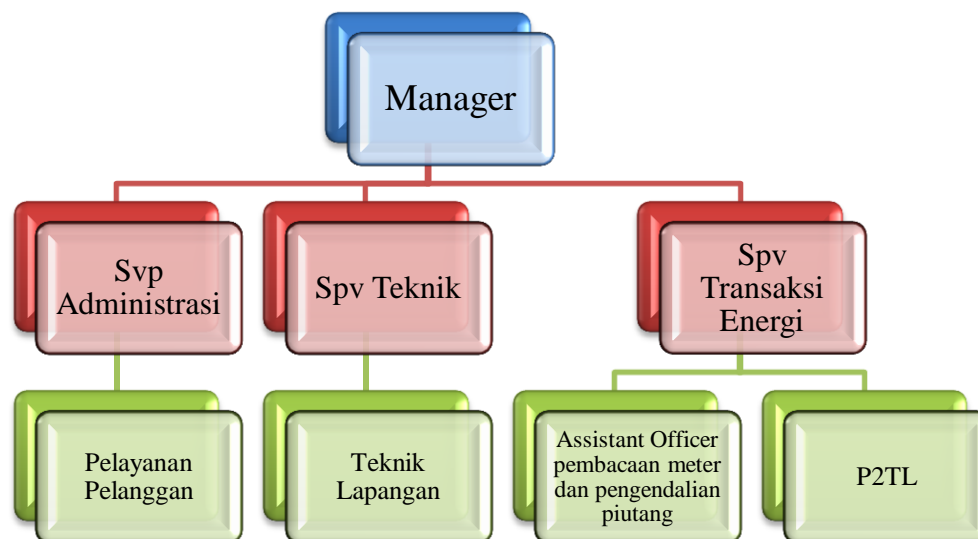 Manager
Svp
Administrasi
Spv Teknik
Spv
Transaksi
Energi
Pelayanan
Pelanggan
Teknik
Lapangan
Assistant Officer
pembacaan meter
dan pengendalian
piutang
P2TL